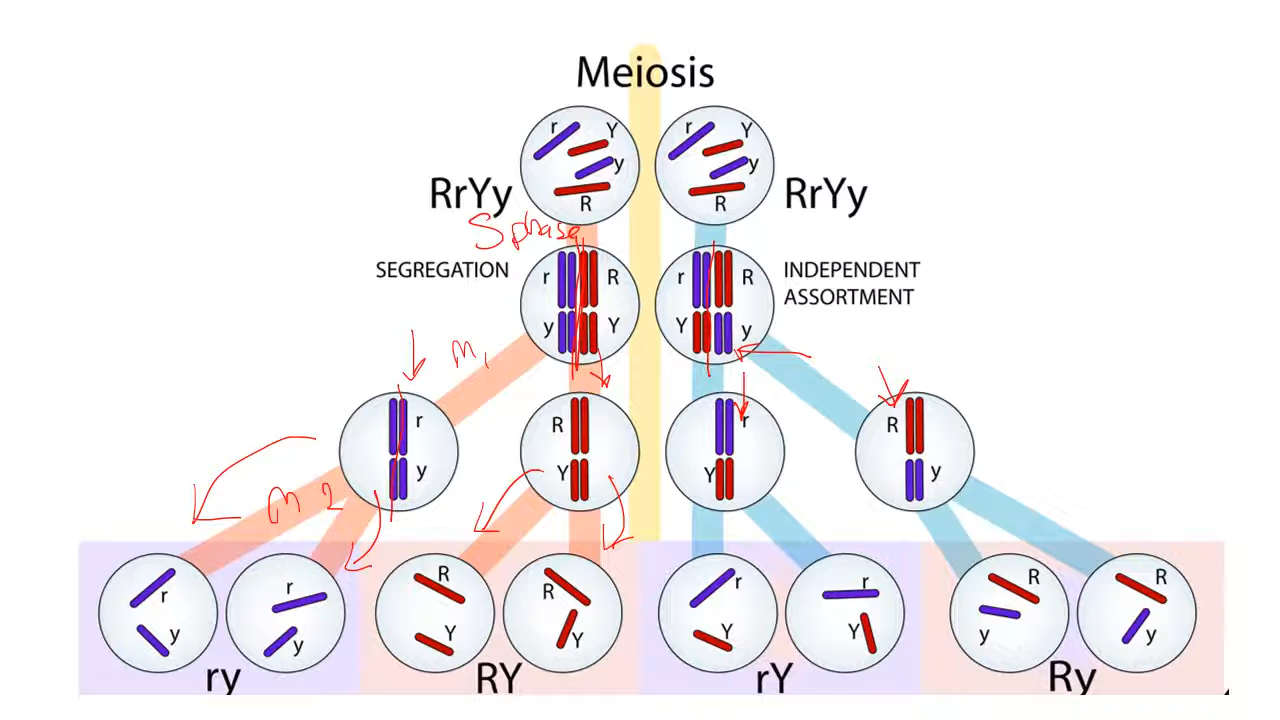 Meiosis
r Y y R
r Y y R
RrYy
RrYy
S phase
SEGREGATION
INDEPENDENT
ASSORTMENT
r R
y Y
r R
Y y
M1
r
y
R
Y
r
Y
R
y
M2
r
y
r
y
R
Y
R
Y
r
Y
r
Y
R
y
R
y
ry
RY
rY
Ry